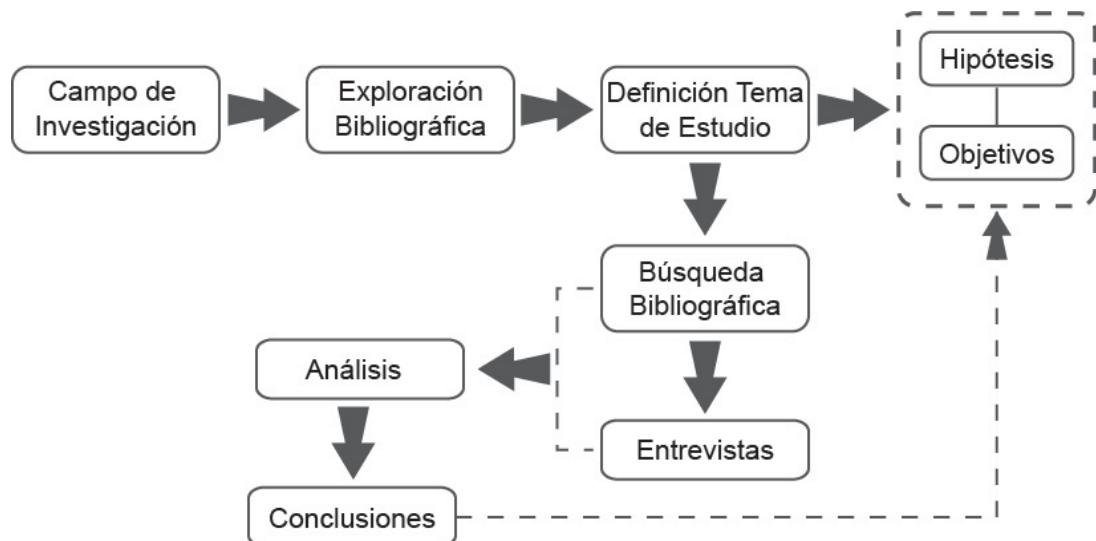 Campo de
Investigación
Exploración
Bibliográfica
Definición Tema
de Estudio
Hipótesis
Objetivos
Búsqueda
Bibliográfica
Análisis
Entrevistas
Conclusiones